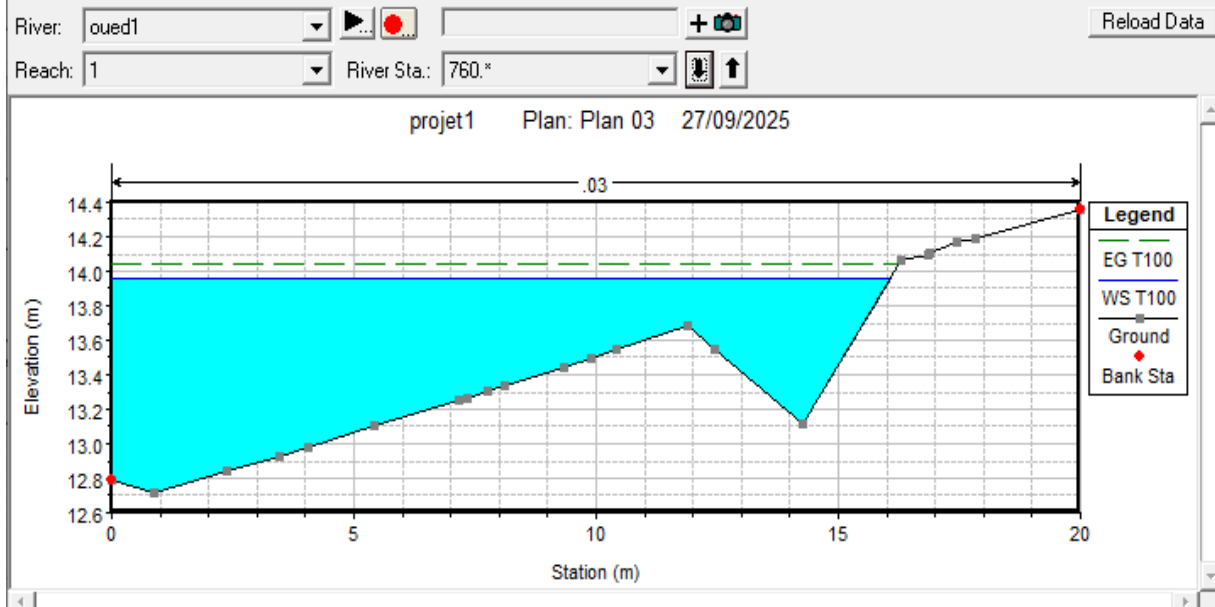 River: oued1 Reload Data
Reach: 1 River Sta.: 760.*
projet1 Plan: Plan 03 27/09/2025
.03
14.4
14.2
14.0
13.8
13.6
13.4
13.2
13.0
12.8
12.6
Elevation (m)
0 5 10 15 20
Station (m)
Legend
EG T100
WS T100
Ground
Bank Sta